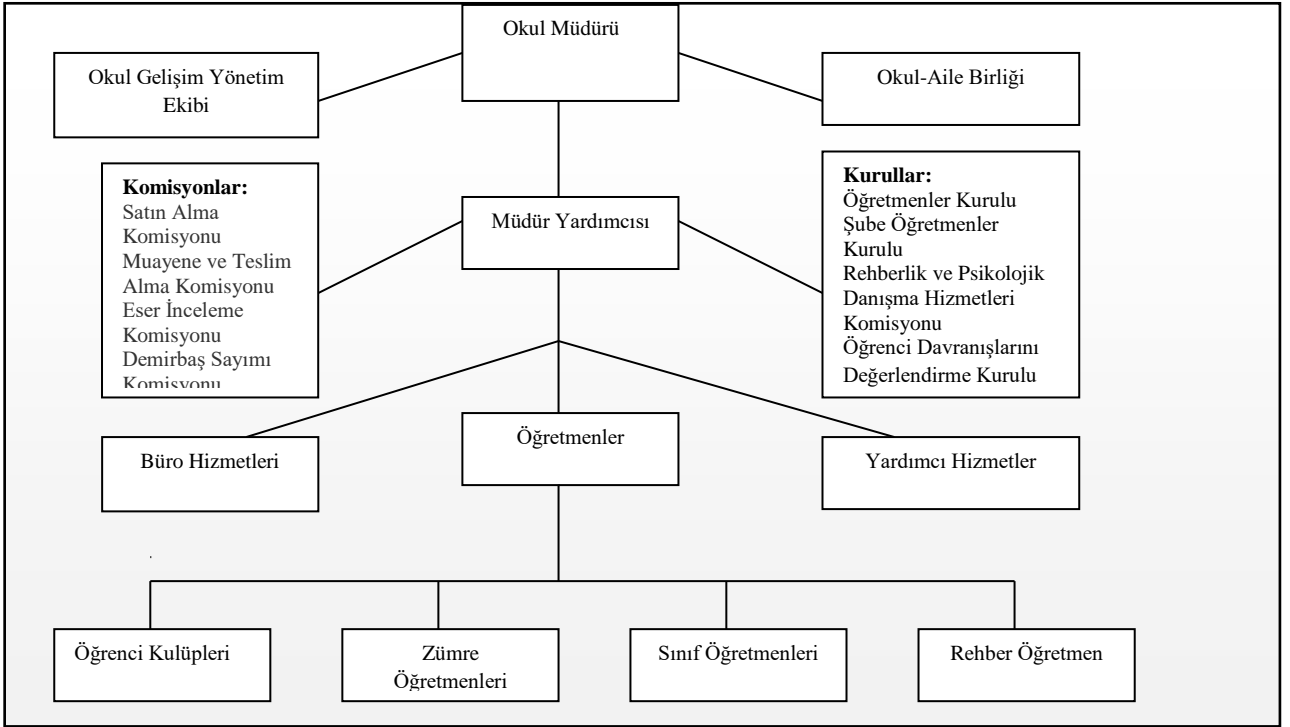 Okul Müdürü
Okul Gelişim Yönetim
Ekibi
Okul-Aile Birliği
Komisyonlar:
Satın Alma
Komisyonu
Muayene ve Teslim
Alma Komisyonu
Eser İnceleme
Komisyonu
Demirbaş Sayımı
Komisyonu
Müdür Yardımcısı
Kurullar:
Öğretmenler Kurulu
Şube Öğretmenler
Kurulu
Rehberlik ve Psikolojik
Danışma Hizmetleri
Komisyonu
Öğrenci Davranışlarını
Değerlendirme Kurulu
Büro Hizmetleri
Öğretmenler
Yardımcı Hizmetler
Öğrenci Kulüpleri
Zümre
Öğretmenleri
Sınıf Öğretmenleri
Rehber Öğretmen